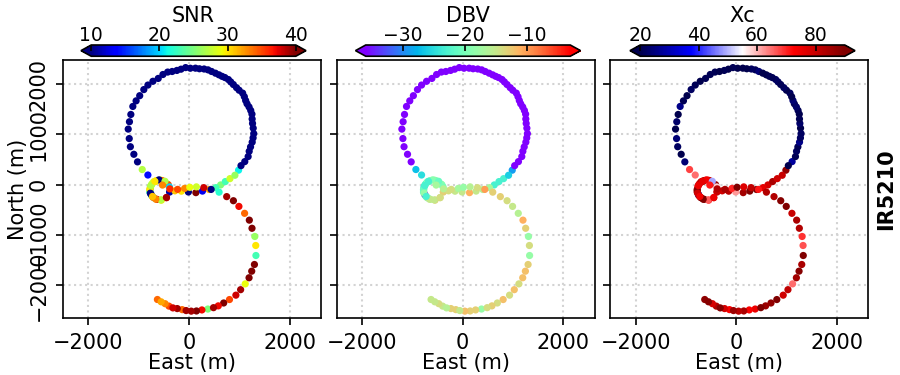 SNR
DBV
Xc
10 20 30 40
−30 −20 −10
20 40 60 80
North (m)
2000
1000
0
−1000
−2000
−2000 0 2000
−2000 0 2000
−2000 0 2000
East (m)
East (m)
East (m)
IR5210